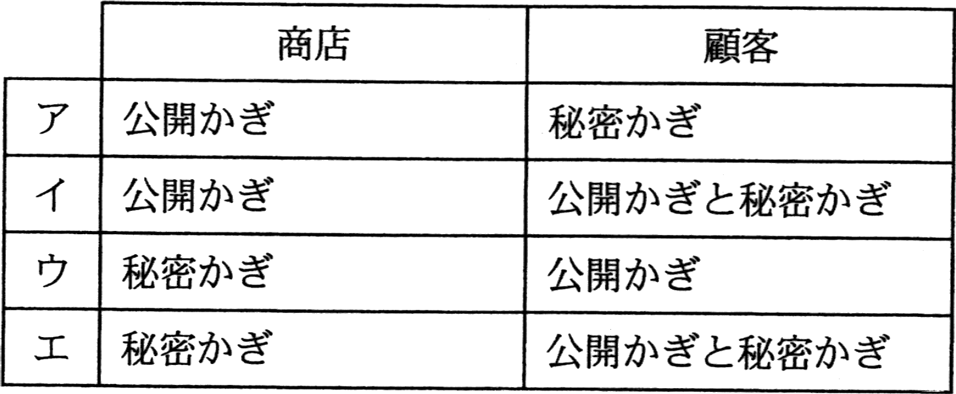 商店 顧客
ア 公開かぎ 秘密かぎ
イ 公開かぎ 公開かぎと秘密かぎ
ウ 秘密かぎ 公開かぎ
エ 秘密かぎ 公開かぎと秘密かぎ